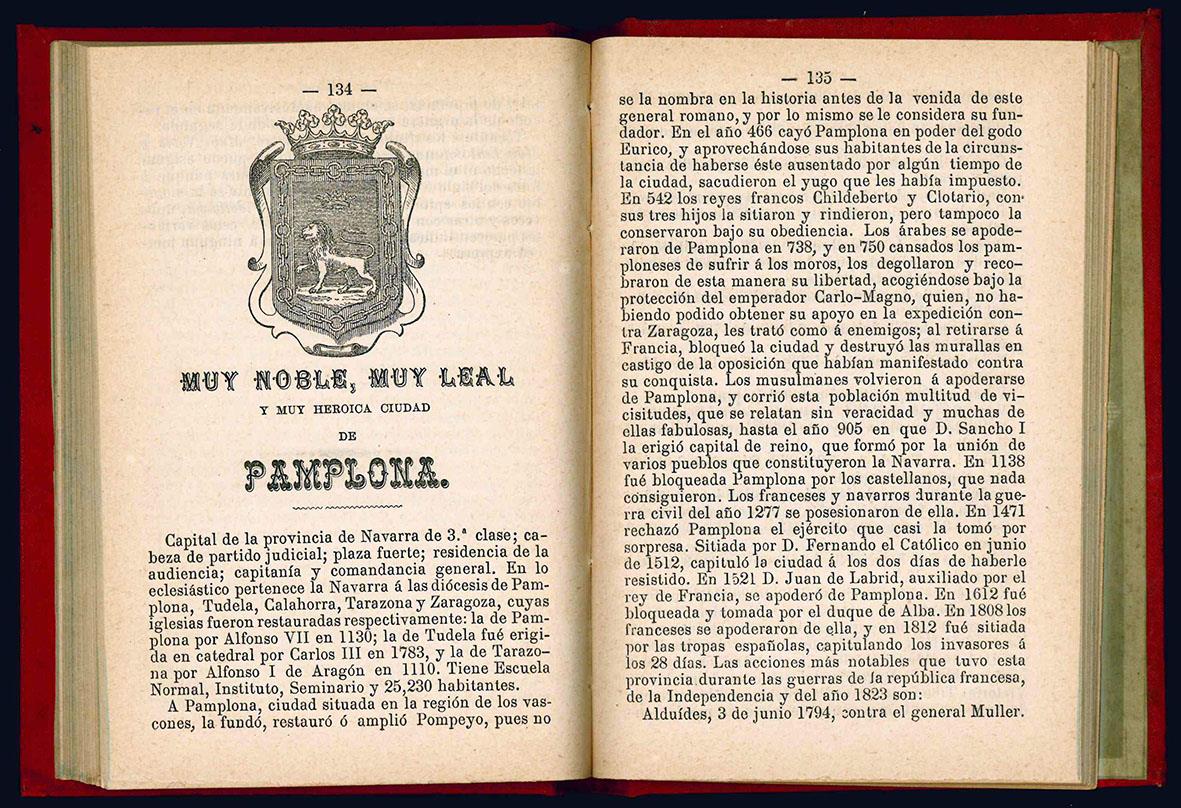 — 134 —
MUY NOBLE, MUY LEAL
Y MUY HEROICA CIUDAD
DE
PAMPLONA.
Capital de la provincia de Navarra de 3.ª clase; ca-
beza de partido judicial; plaza fuerte; residencia de la
audiencia; capitanía y comandancia general. En lo
eclesiástico pertenece la Navarra á las diócesis de Pam-
plona, Tudela, Calahorra, Tarazona y Zaragoza, cuyas
iglesias fueron restauradas respectivamente: la de Pam-
plona por Alfonso VII en 1130; la de Tudela fué erigi-
da en catedral por Carlos III en 1783, y la de Tarazo-
na por Alfonso I de Aragón en 1110. Tiene Escuela
Normal, Instituto, Seminario y 25,230 habitantes.
A Pamplona, ciudad situada en la región de los vas-
cones, la fundó, restauró ó amplió Pompeyo, pues no
— 135 —
se la nombra en la historia antes de la venida de este
general romano, y por lo mismo se le considera su fun-
dador. En el año 466 cayó Pamplona en poder del godo
Eurico, y aprovechándose sus habitantes de la circuns-
tancia de haberse éste ausentado por algún tiempo de
la ciudad, sacudieron el yugo que les había impuesto.
En 542 los reyes francos Childeberto y Clotario, con
sus tres hijos la sitiaron y rindieron, pero tampoco la
conservaron bajo su obediencia. Los árabes se apode-
raron de Pamplona en 738, y en 750 cansados los pam-
ploneses de sufrir á los moros, los degollaron y reco-
braron de esta manera su libertad, acogiéndose bajo la
protección del emperador Carlo-Magno, quien, no ha-
biendo podido obtener su apoyo en la expedición con-
tra Zaragoza, les trató como á enemigos; al retirarse á
Francia, bloqueó la ciudad y destruyó las murallas en
castigo de la oposición que habían manifestado contra
su conquista. Los musulmanes volvieron á apoderarse
de Pamplona, y corrió esta población multitud de vi-
cisitudes, que se relatan sin veracidad y muchas de
ellas fabulosas, hasta el año 905 en que D. Sancho I
la erigió capital de reino, que formó por la unión de
varios pueblos que constituyeron la Navarra. En 1138
fué bloqueada Pamplona por los castellanos, que nada
consiguieron. Los franceses y navarros durante la gue-
rra civil del año 1277 se posesionaron de ella. En 1471
rechazó Pamplona el ejército que casi la tomó por
sorpresa. Sitiada por D. Fernando el Católico en junio
de 1512, capituló la ciudad á los dos días de haberle
resistido. En 1521 D. Juan de Labrid, auxiliado por el
rey de Francia, se apoderó de Pamplona. En 1612 fué
bloqueada y tomada por el duque de Alba. En 1808 los
franceses se apoderaron de ella, y en 1812 fué sitiada
por las tropas españolas, capitulando los invasores á
los 28 días. Las acciones más notables que tuvo esta
provincia durante las guerras de la república francesa,
de la Independencia y del año 1823 son:
Alduídes, 3 de junio 1794, contra el general Muller.